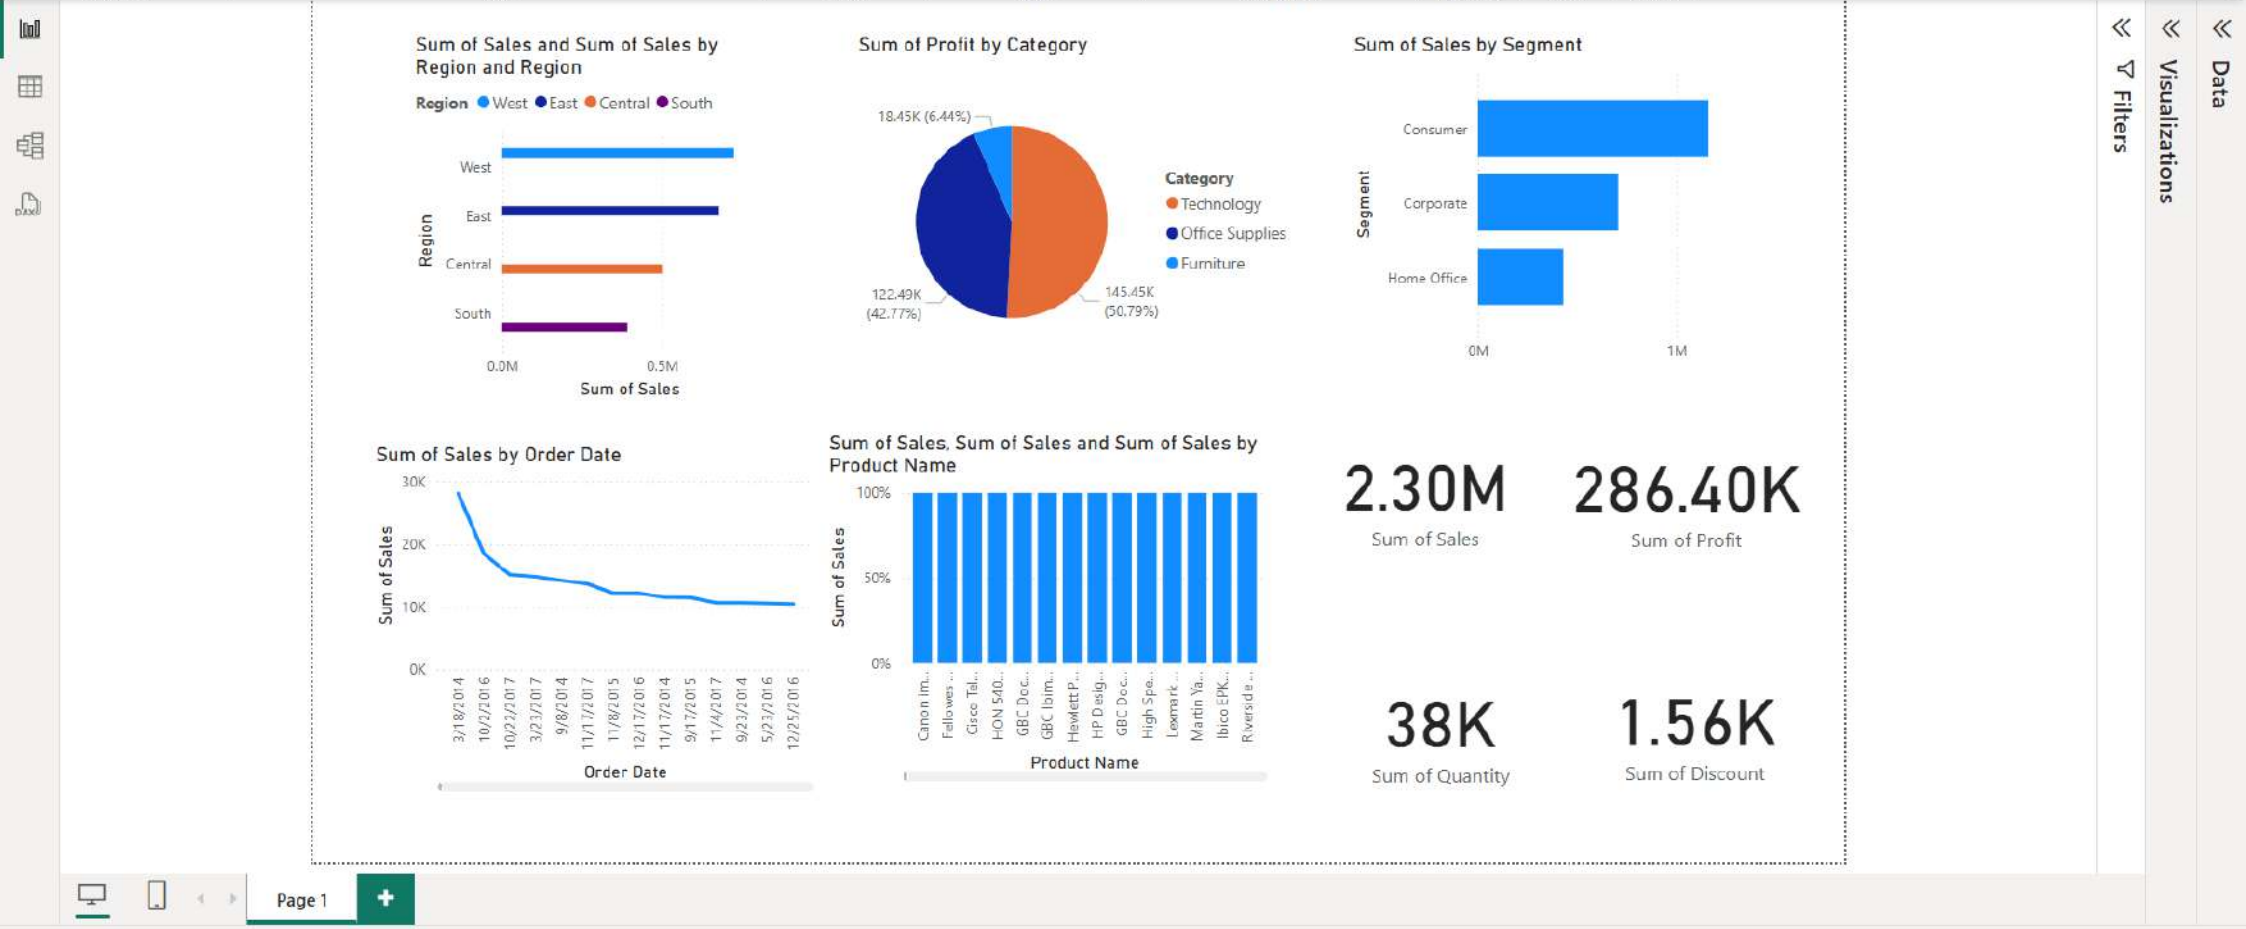 Sum of Sales and Sum of Sales by
Region and Region
Region West East Central South
West
East
Central
South
Region
0.0M 0.5M
Sum of Sales
Sum of Profit by Category
18.45K (6.44%)
122.49K
(42.77%)
145.45K
(50.79%)
Category
Technology
Office Supplies
Furniture
Sum of Sales by Segment
Consumer
Corporate
Home Office
Segment
0M 1M
Sum of Sales by Order Date
30K
20K
10K
0K
Sum of Sales
3/18/2014
10/2/2016
10/22/2017
3/23/2017
9/8/2014
11/17/2017
11/8/2015
12/17/2016
11/17/2014
9/17/2015
11/4/2017
9/23/2014
5/23/2016
12/25/2016
Order Date
Sum of Sales, Sum of Sales and Sum of Sales by
Product Name
100%
50%
0%
Sum of Sales
Canon im...
Fellowes ...
Cisco Tel...
HON 540...
GBC Doc...
GBC Ibim...
Hewlett P...
HP Desig...
GBC Doc...
High Spe...
Lexmark ...
Martin Ya...
Ibico EPK...
Riverside ...
Product Name
2.30M
Sum of Sales
286.40K
Sum of Profit
38K
Sum of Quantity
1.56K
Sum of Discount
Filters
Visualizations
Data
DAX
Page 1